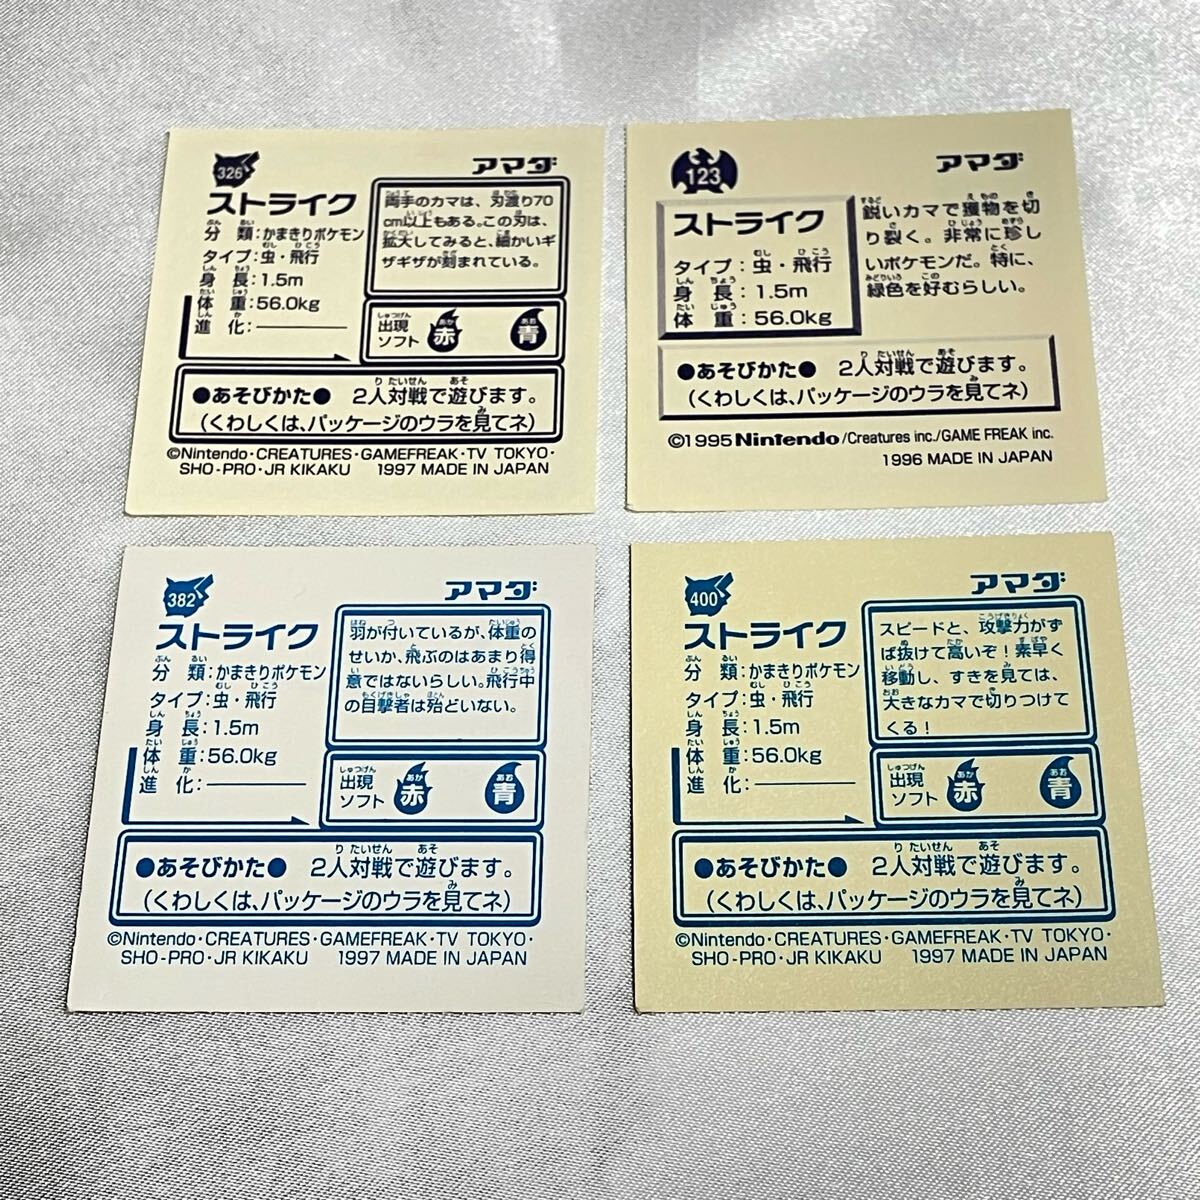 326
アマダ
ストライク
分類:かまきりポケモン
タイプ:虫・飛行
身長:1.5m
体重:56.0kg
進化:
両手のカマは、刃渡り70
cm以上もある。この刃は、
拡大してみると、細かいギ
ザギザが刻まれている。
出現
ソフト
赤
青
●あそびかた● 2人対戦で遊びます。
(くわしくは、パッケージのウラを見てネ)
©Nintendo・CREATURES・GAMEFREAK・TV TOKYO・
SHO-PRO・JR KIKAKU 1997 MADE IN JAPAN
123
アマダ
ストライク
タイプ:虫・飛行
身長:1.5m
体重:56.0kg
鋭いカマで獲物を切
り裂く。非常に珍し
いポケモンだ。特に、
緑色を好むらしい。
●あそびかた● 2人対戦で遊びます。
(くわしくは、パッケージのウラを見てネ)
©1995 Nintendo/Creatures inc./GAME FREAK inc.
1996 MADE IN JAPAN
382
アマダ
ストライク
分類:かまきりポケモン
タイプ:虫・飛行
身長:1.5m
体重:56.0kg
進化:
羽が付いているが、体重の
せいか、飛ぶのはあまり得
意ではないらしい。飛行中
の目撃者は殆どいない。
出現
ソフト
赤
青
●あそびかた● 2人対戦で遊びます。
(くわしくは、パッケージのウラを見てネ)
©Nintendo・CREATURES・GAMEFREAK・TV TOKYO・
SHO-PRO・JR KIKAKU 1997 MADE IN JAPAN
400
アマダ
ストライク
分類:かまきりポケモン
タイプ:虫・飛行
身長:1.5m
体重:56.0kg
進化:
スピードと、攻撃力がず
ば抜けて高いぞ!素早く
移動し、すきを見ては、
大きなカマで切りつけて
くる!
出現
ソフト
赤
青
●あそびかた● 2人対戦で遊びます。
(くわしくは、パッケージのウラを見てネ)
©Nintendo・CREATURES・GAMEFREAK・TV TOKYO・
SHO-PRO・JR KIKAKU 1997 MADE IN JAPAN